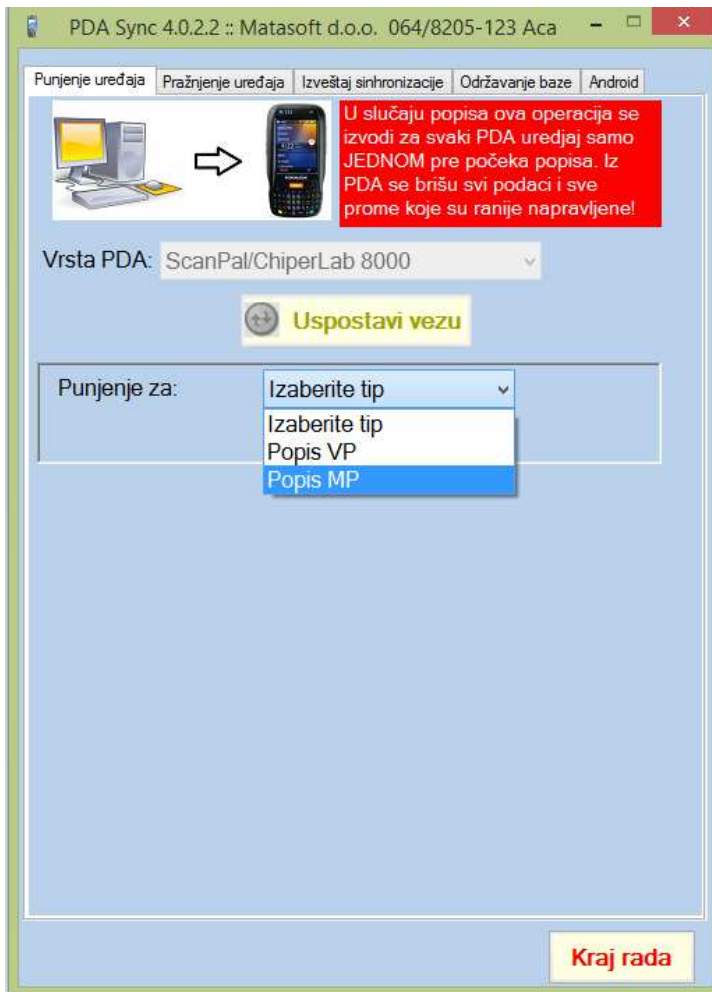 PDA Sync 4.0.2.2 :: Matasoft d.o.o.  064/8205-123 Aca
Punjenje uređaja
Pražnjenje uređaja
Izveštaj sinhronizacije
Održavanje baze
Android
U slučaju popisa ova operacija se
izvodi za svaki PDA uredjaj samo
JEDNOM pre počeka popisa. Iz
PDA se brišu svi podaci i sve
prome koje su ranije napravljene!
Vrsta PDA:
ScanPal/ChiperLab 8000
Uspostavi vezu
Punjenje za:
Izaberite tip
Izaberite tip
Popis VP
Popis MP
Kraj rada